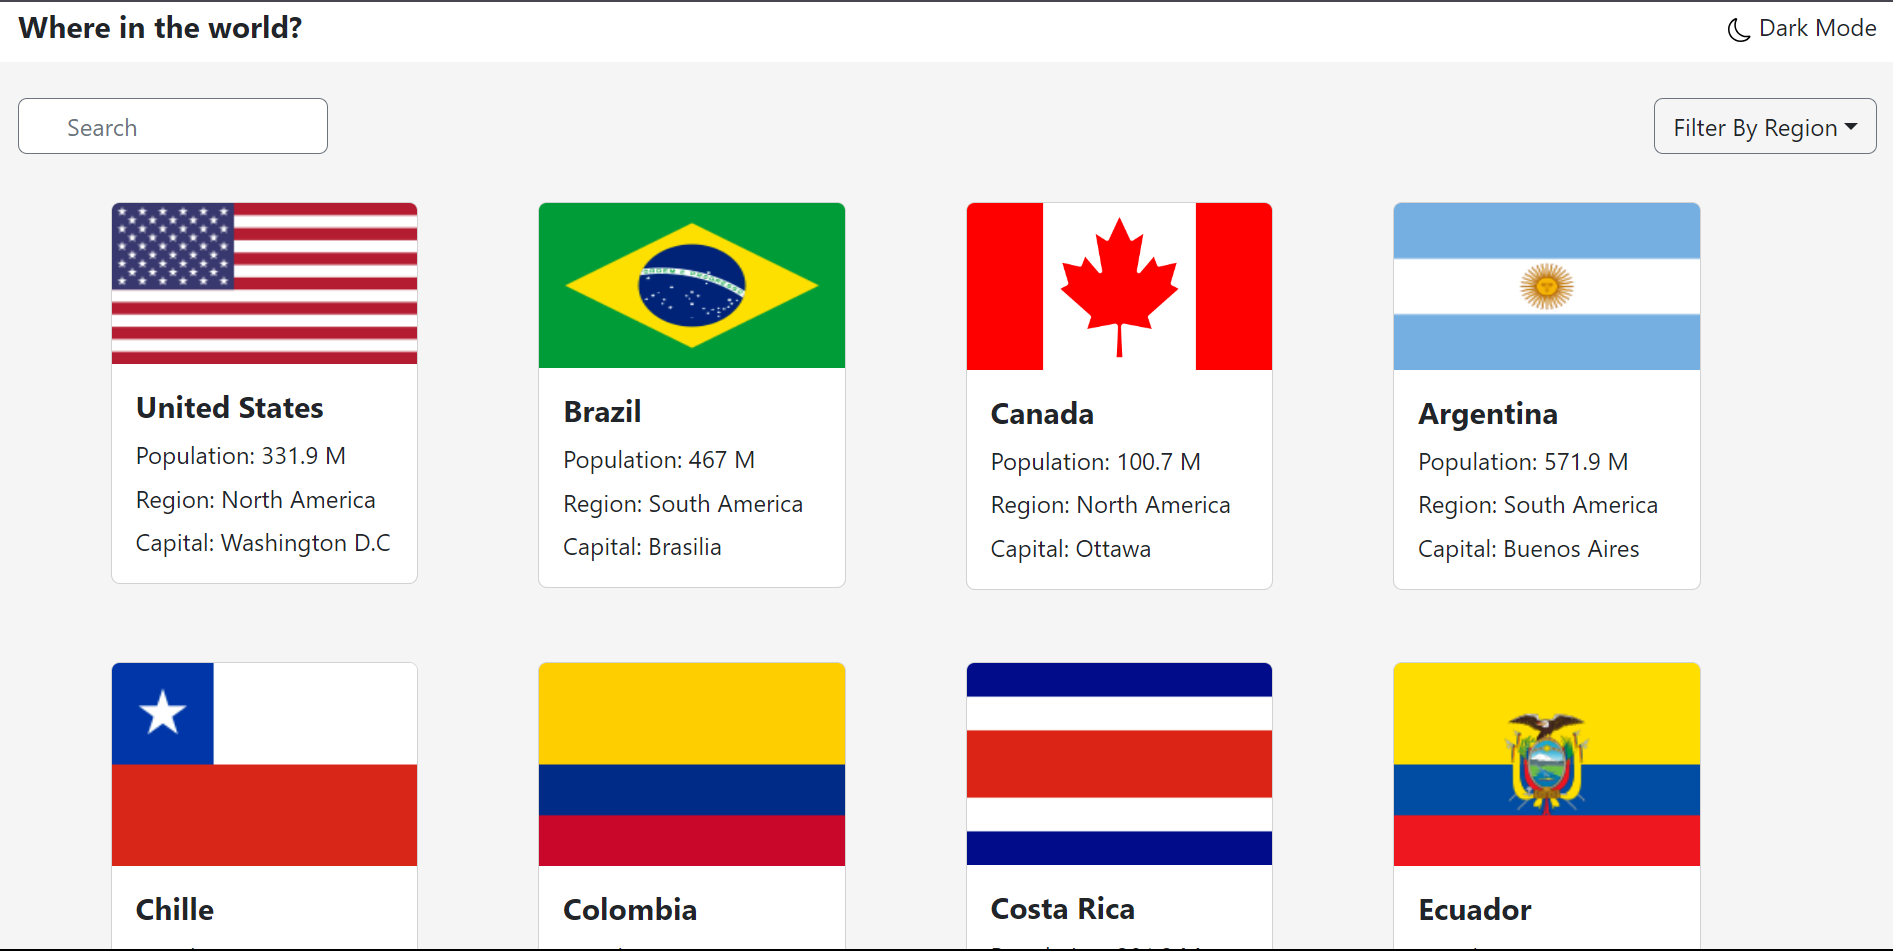 Where in the world?
Dark Mode
Search
Filter By Region
United States
Population: 331.9 M
Region: North America
Capital: Washington D.C
Brazil
Population: 467 M
Region: South America
Capital: Brasilia
Canada
Population: 100.7 M
Region: North America
Capital: Ottawa
Argentina
Population: 571.9 M
Region: South America
Capital: Buenos Aires
Chille
Colombia
Costa Rica
Ecuador